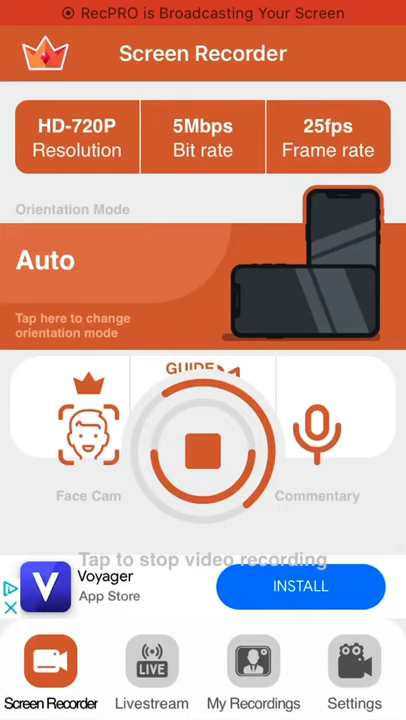 RecPRO is Broadcasting Your Screen
Screen Recorder
HD-720P
Resolution
5Mbps
Bit rate
25fps
Frame rate
Orientation Mode
Auto
Tap here to change
orientation mode
GUIDE
Face Cam
Commentary
Tap to stop video recording
V
Voyager
App Store
INSTALL
LIVE
Screen Recorder
Livestream
My Recordings
Settings